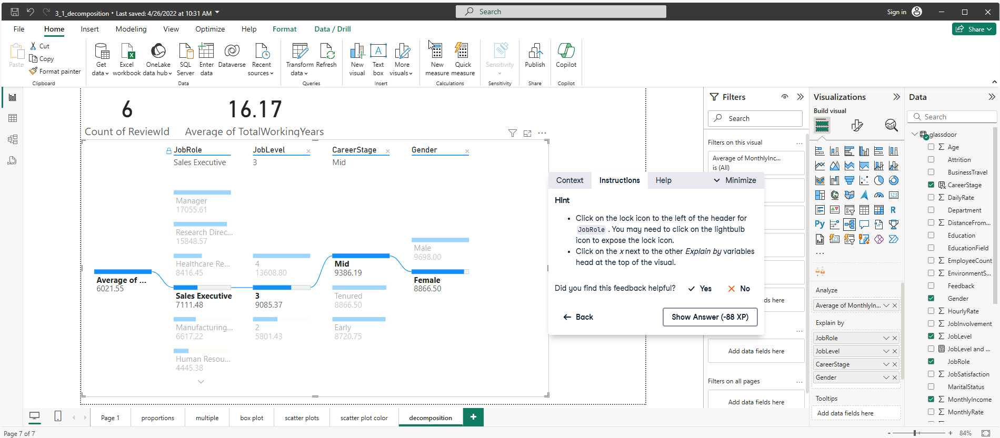 3_1_decomposition • Last saved: 4/26/2022 at 10:31 AM
Search
Sign in
File
Home
Insert
Modeling
View
Optimize
Help
Format
Data / Drill
Share
Paste
Cut
Copy
Format painter
Clipboard
Get data
Excel workbook
OneLake data hub
SQL Server
Enter data
Dataverse
Recent sources
Data
Transform data
Refresh
Queries
New visual
Text box
More visuals
Insert
New measure
Quick measure
Calculations
Sensitivity
Sensitivity
Publish
Share
Copilot
Copilot
6
Count of ReviewId
16.17
Average of TotalWorkingYears
JobRole
Sales Executive
JobLevel
3
CareerStage
Mid
Gender
Average of ...
6021.55
Manager
17055.61
Research Direc...
15848.57
Healthcare Re...
8416.45
Sales Executive
7111.48
Manufacturing...
6617.22
Human Resou...
4445.38
4
13608.80
3
9085.37
2
5801.43
Mid
9386.19
Tenured
8866.50
Early
8720.75
Male
9698.00
Female
8866.50
Context
Instructions
Help
Minimize
Hint
• Click on the lock icon to the left of the header for
JobRole . You may need to click on the lightbulb
icon to expose the lock icon.
• Click on the x next to the other Explain by variables
head at the top of the visual.
Did you find this feedback helpful?
Yes
No
Back
Show Answer (-88 XP)
Filters
Search
Filters on this visual
Average of MonthlyInc...
is (All)
ds here
Add data fields here
Filters on all pages
Add data fields here
Visualizations
Build visual
Analyze
Average of MonthlyIn...
Explain by
JobRole
JobLevel
CareerStage
Gender
Tooltips
Add data fields here
Data
Search
glassdoor
Age
Attrition
BusinessTravel
CareerStage
DailyRate
Department
DistanceFrom...
Education
EducationField
EmployeeCount
EnvironmentS...
Feedback
Gender
HourlyRate
JobInvolvement
JobLevel
JobLevel and ...
JobRole
JobSatisfaction
MaritalStatus
MonthlyIncome
MonthlyRate
Page 1
proportions
multiple
box plot
scatter plots
scatter plot color
decomposition
Page 7 of 7
84%